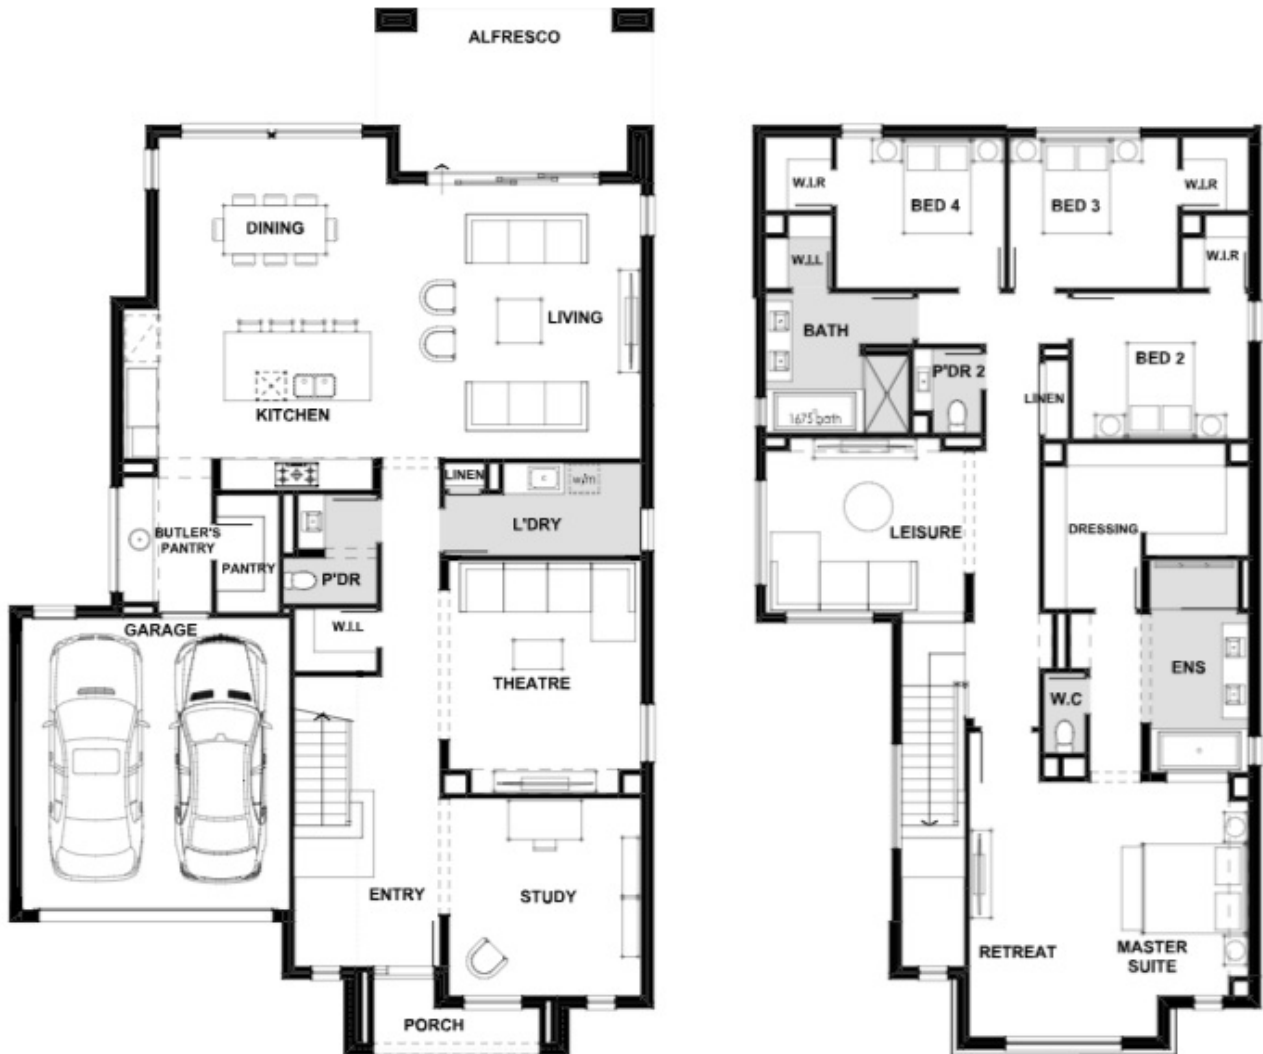 ALFRESCO
DINING
LIVING
KITCHEN
LINEN
w/m
L'DRY
BUTLER'S
PANTRY
PANTRY
P'DR
W.I.L
GARAGE
THEATRE
ENTRY
STUDY
PORCH
W.I.R
BED 4
BED 3
W.I.R
W.I.L
W.I.R
BATH
P'DR 2
BED 2
LINEN
1675 bath
LEISURE
DRESSING
ENS
W.C
RETREAT
MASTER
SUITE